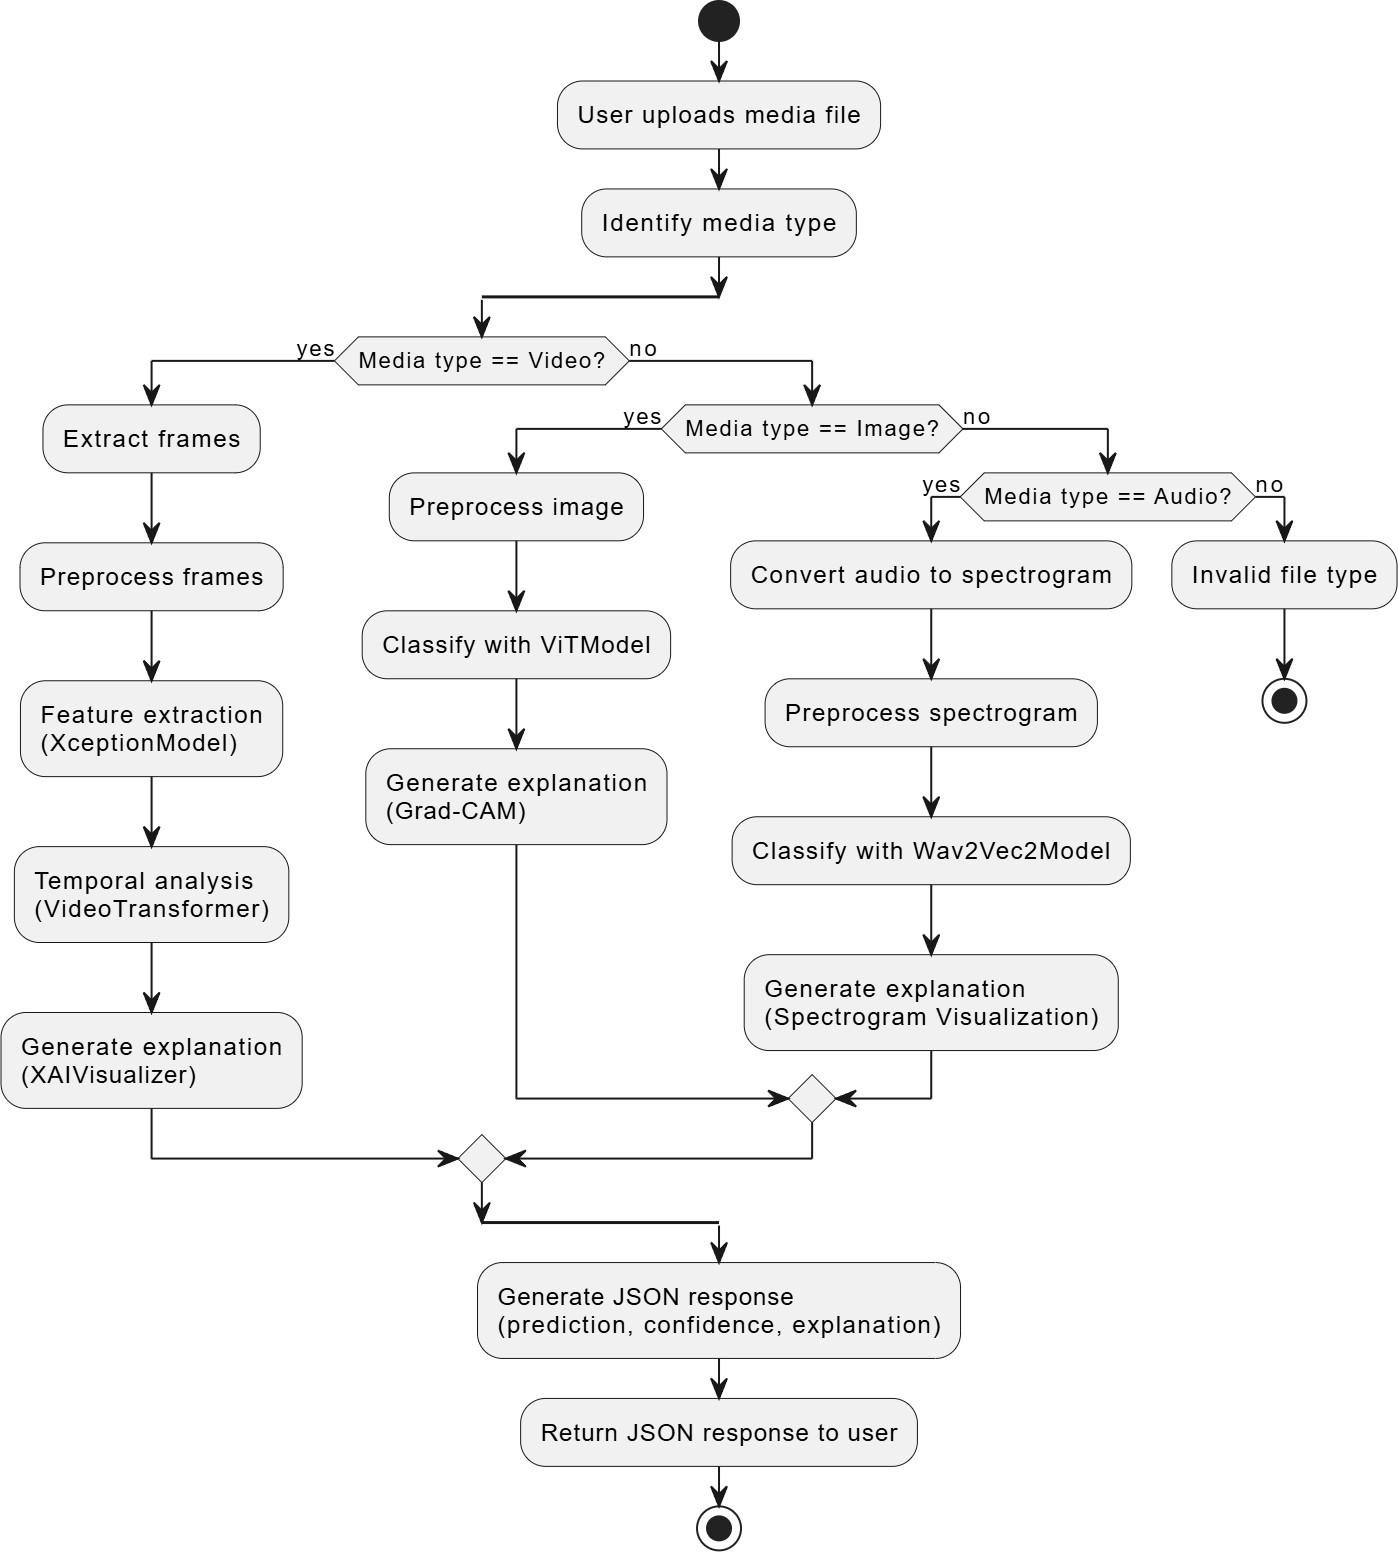 User uploads media file
Identify media type
yes
Media type == Video?
no
Extract frames
Preprocess frames
Feature extraction
(XceptionModel)
Temporal analysis
(VideoTransformer)
Generate explanation
(XAIVisualizer)
yes
Media type == Image?
no
Preprocess image
Classify with ViTModel
Generate explanation
(Grad-CAM)
yes
Media type == Audio?
no
Convert audio to spectrogram
Preprocess spectrogram
Classify with Wav2Vec2Model
Generate explanation
(Spectrogram Visualization)
Invalid file type
Generate JSON response
(prediction, confidence, explanation)
Return JSON response to user